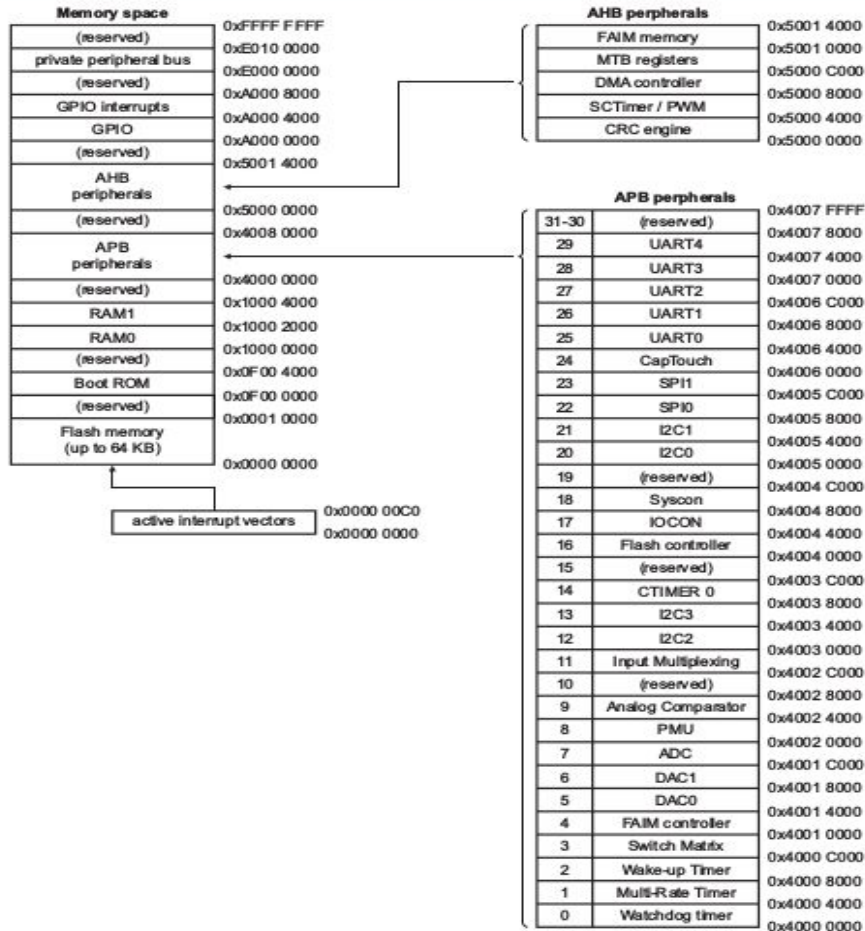 Memory space
0xFFFF FFFF
(reserved)
0xE010 0000
private peripheral bus
0xE000 0000
(reserved)
0xA000 8000
GPIO interrupts
0xA000 4000
GPIO
0xA000 0000
(reserved)
0x5001 4000
AHB
peripherals
0x5000 0000
(reserved)
0x4008 0000
APB
peripherals
0x4000 0000
(reserved)
0x1000 4000
RAM1
0x1000 2000
RAM0
0x1000 0000
(reserved)
0x0F00 4000
Boot ROM
0x0F00 0000
(reserved)
0x0001 0000
Flash memory
(up to 64 KB)
0x0000 0000
0x0000 00C0
active interrupt vectors
0x0000 0000
AHB perpherals
0x5001 4000
FAIM memory
0x5001 0000
MTB registers
0x5000 C000
DMA controller
0x5000 8000
SCTimer / PWM
0x5000 4000
CRC engine
0x5000 0000
APB perpherals
0x4007 FFFF
31-30 (reserved)
0x4007 8000
29 UART4
0x4007 4000
28 UART3
0x4007 0000
27 UART2
0x4006 C000
26 UART1
0x4006 8000
25 UART0
0x4006 4000
24 CapTouch
0x4006 0000
23 SPI1
0x4005 C000
22 SPI0
0x4005 8000
21 I2C1
0x4005 4000
20 I2C0
0x4005 0000
19 (reserved)
0x4004 C000
18 Syscon
0x4004 8000
17 IOCON
0x4004 4000
16 Flash controller
0x4004 0000
15 (reserved)
0x4003 C000
14 CTIMER 0
0x4003 8000
13 I2C3
0x4003 4000
12 I2C2
0x4003 0000
11 Input Multiplexing
0x4002 C000
10 (reserved)
0x4002 8000
9 Analog Comparator
0x4002 4000
8 PMU
0x4002 0000
7 ADC
0x4001 C000
6 DAC1
0x4001 8000
5 DAC0
0x4001 4000
4 FAIM controller
0x4001 0000
3 Switch Matrix
0x4000 C000
2 Wake-up Timer
0x4000 8000
1 Multi-Rate Timer
0x4000 4000
0 Watchdog timer
0x4000 0000